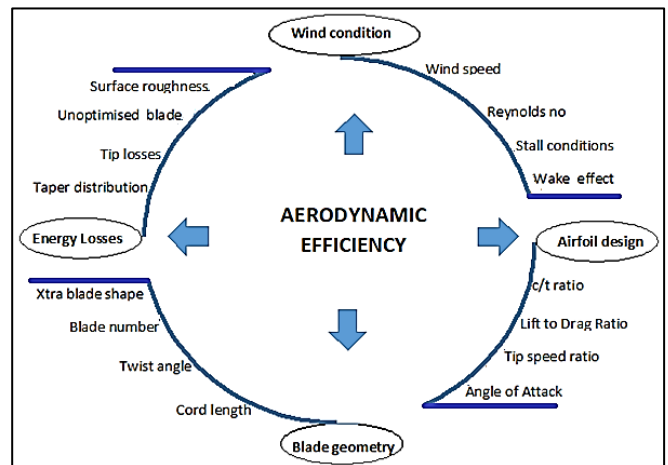 Wind condition
Wind speed
Reynolds no
Stall conditions
Wake effect
Airfoil design
c/t ratio
Lift to Drag Ratio
Tip speed ratio
Angle of Attack
Blade geometry
Cord length
Twist angle
Blade number
Xtra blade shape
Energy Losses
Taper distribution
Tip losses
Unoptimised blade
Surface roughness
AERODYNAMIC
EFFICIENCY